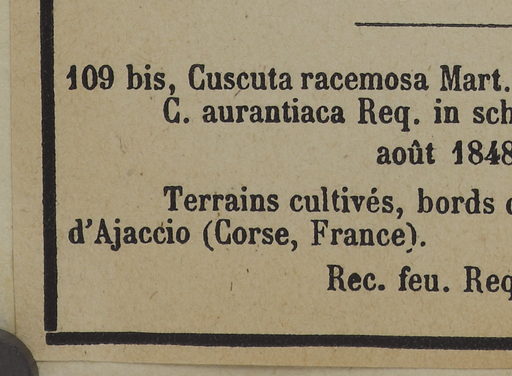 109 bis, Cuscuta racemosa Mart.
C. aurantiaca Req. in sch
août 1848
Terrains cultivés, bords
d'Ajaccio (Corse, France).
Rec. feu. Req